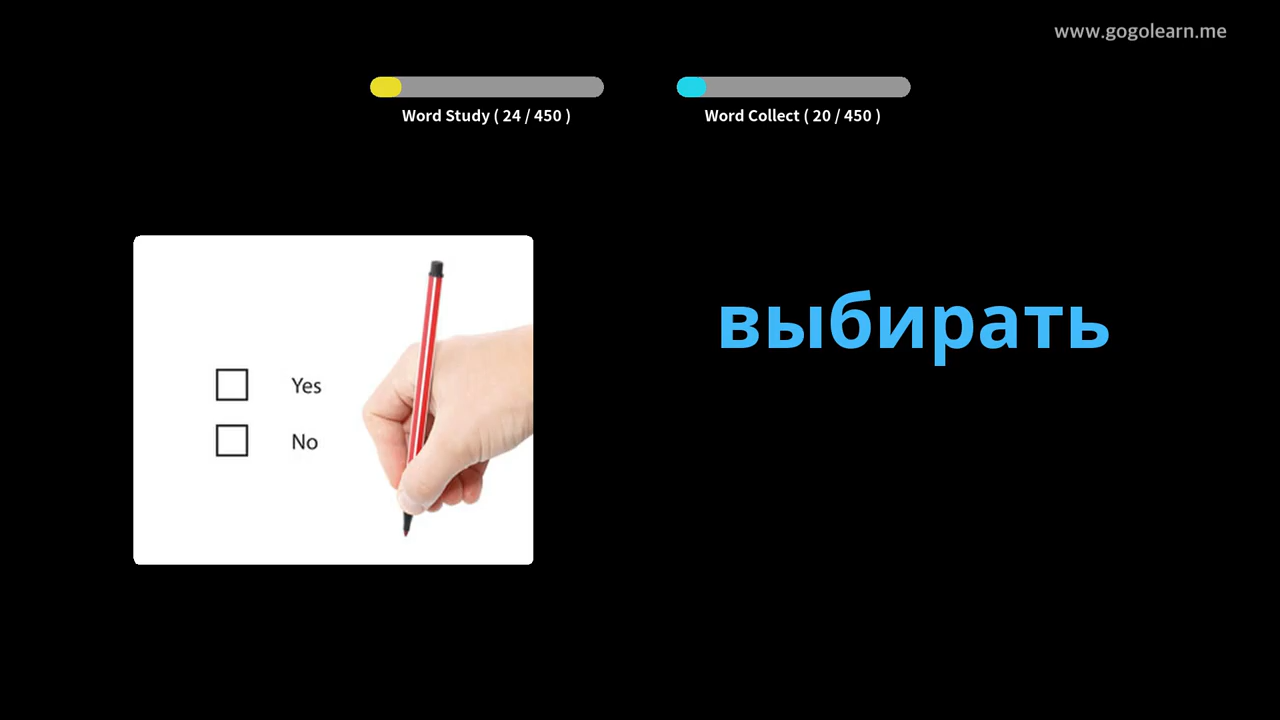 www.gogolearn.me
Word Study ( 24 / 450 )
Word Collect ( 20 / 450 )
выбирать
Yes
No